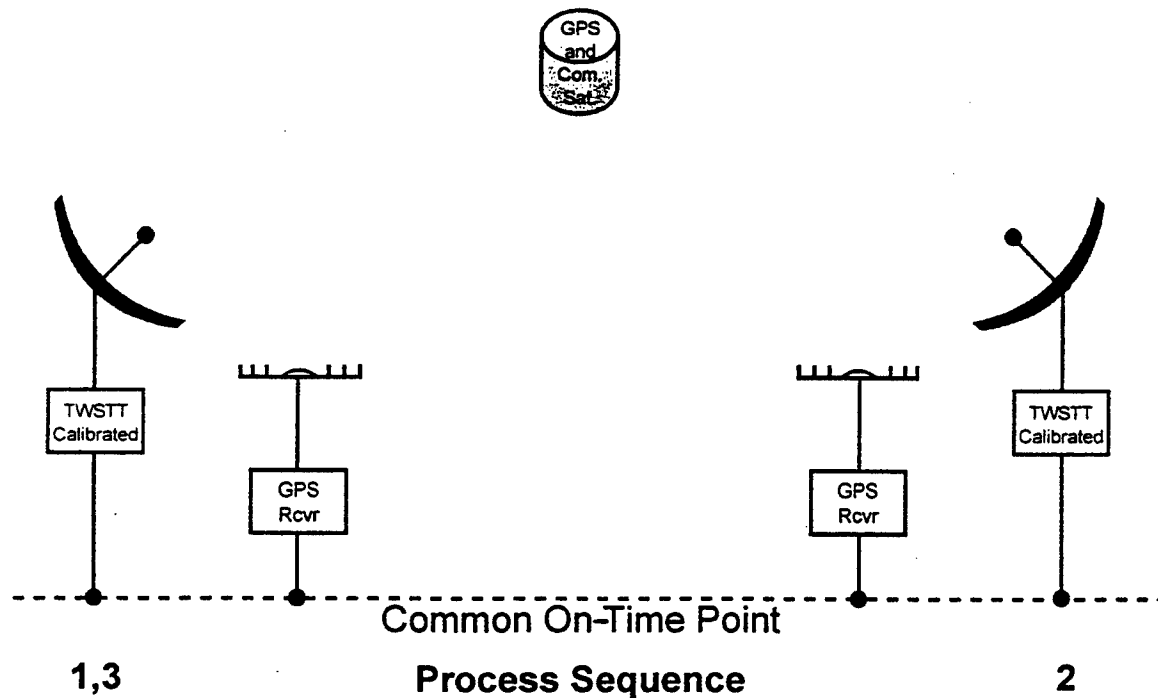 GPS
and
Com.
Sat.
TWSTT
Calibrated
GPS
Rcvr
GPS
Rcvr
TWSTT
Calibrated
Common On-Time Point
1,3 Process Sequence 2